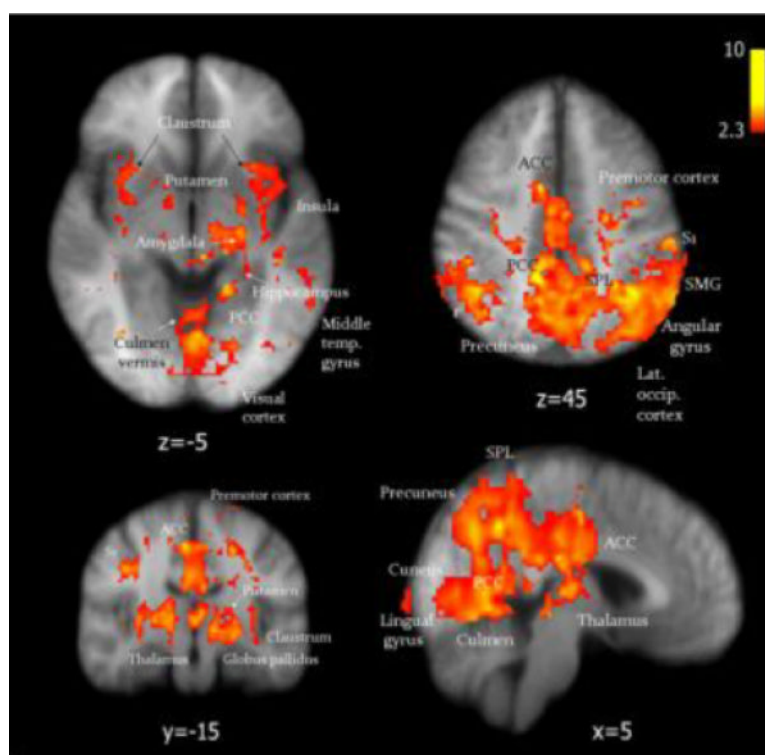 10
2.3
Claustrum
Putamen
Insula
Amygdala
Hippocampus
PCC
Culmen
vermis
Middle
temp.
gyrus
Visual
cortex
z=-5
ACC
Premotor cortex
S1
PCC
SPL
SMG
Angular
gyrus
Precuneus
Lat.
occip.
cortex
z=45
Premotor cortex
ACC
S1
Putamen
Claustrum
Thalamus
Globus pallidus
y=-15
SPL
Precuneus
ACC
Cuneus
PCC
Lingual
gyrus
Culmen
Thalamus
x=5